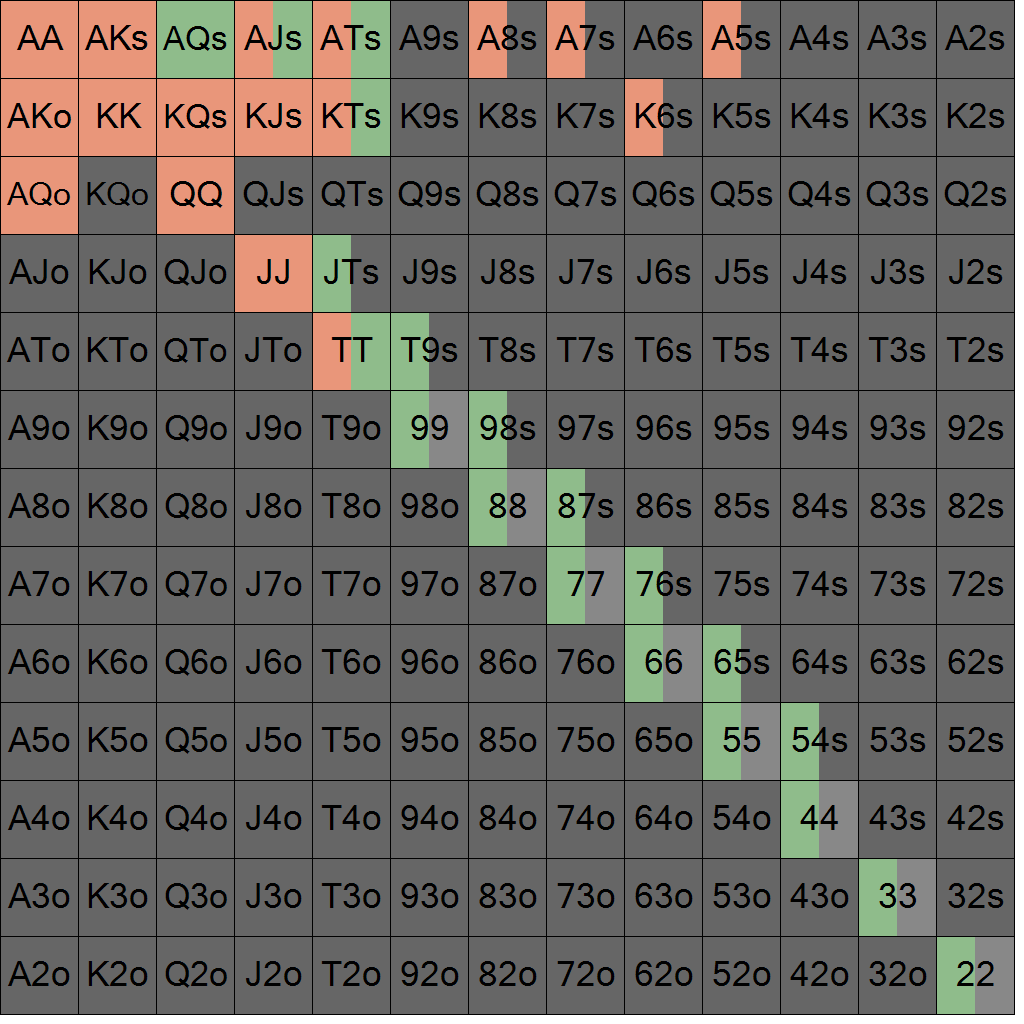 AA AKs AQs AJs ATs A9s A8s A7s A6s A5s A4s A3s A2s
AKo KK KQs KJs KTs K9s K8s K7s K6s K5s K4s K3s K2s
AQo KQo QQ QJs QTs Q9s Q8s Q7s Q6s Q5s Q4s Q3s Q2s
AJo KJo QJo JJ JTs J9s J8s J7s J6s J5s J4s J3s J2s
ATo KTo QTo JTo TT T9s T8s T7s T6s T5s T4s T3s T2s
A9o K9o Q9o J9o T9o 99 98s 97s 96s 95s 94s 93s 92s
A8o K8o Q8o J8o T8o 98o 88 87s 86s 85s 84s 83s 82s
A7o K7o Q7o J7o T7o 97o 87o 77 76s 75s 74s 73s 72s
A6o K6o Q6o J6o T6o 96o 86o 76o 66 65s 64s 63s 62s
A5o K5o Q5o J5o T5o 95o 85o 75o 65o 55 54s 53s 52s
A4o K4o Q4o J4o T4o 94o 84o 74o 64o 54o 44 43s 42s
A3o K3o Q3o J3o T3o 93o 83o 73o 63o 53o 43o 33 32s
A2o K2o Q2o J2o T2o 92o 82o 72o 62o 52o 42o 32o 22